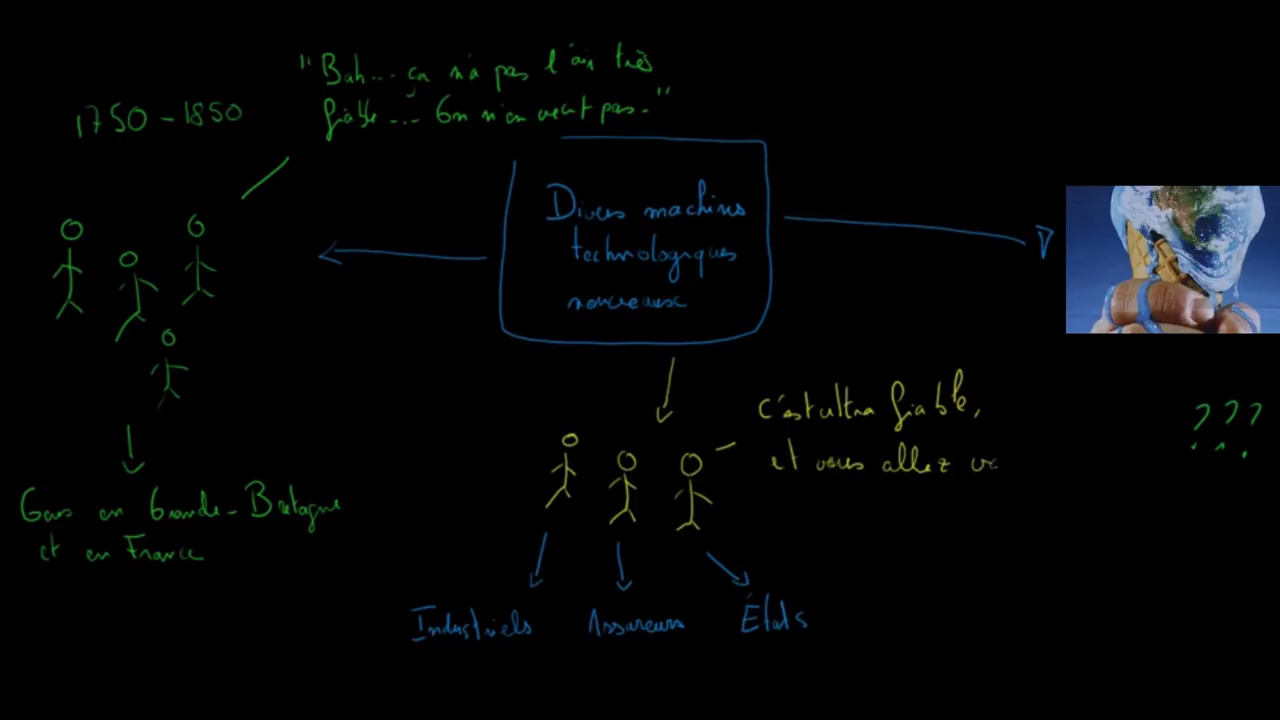 "Bah... ça n'a pas l'air très
fiable... On n'en veut pas."
1750-1850
Divers machins
technologiques
nouveaux
c'est ultra fiable,
et vous allez
???
Gens en Grande-Bretagne
et en France
Industriels Assureurs États